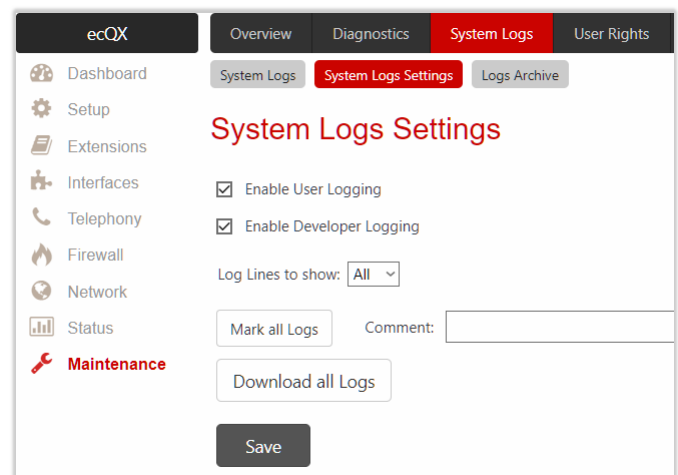 ecQX
Overview Diagnostics System Logs User Rights
Dashboard
Setup
Extensions
Interfaces
Telephony
Firewall
Network
Status
Maintenance
System Logs System Logs Settings Logs Archive
System Logs Settings
Enable User Logging
Enable Developer Logging
Log Lines to show: All
Mark all Logs Comment:
Download all Logs
Save